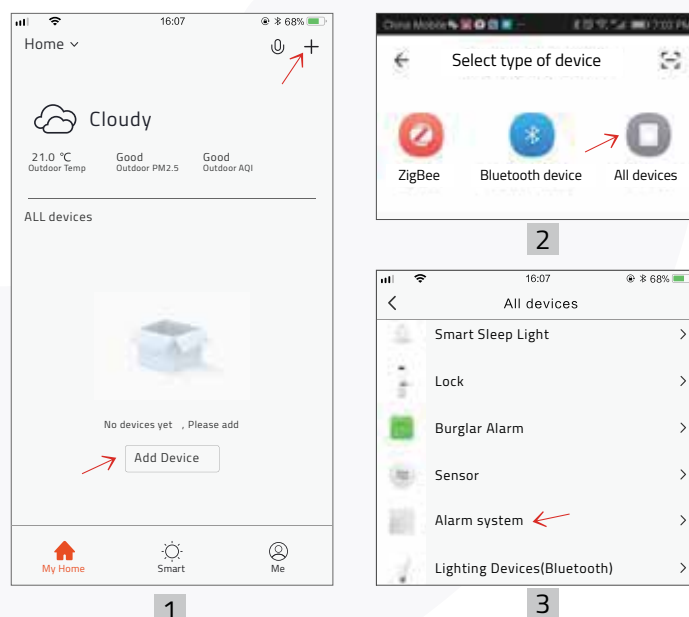 16:07
68%
Home
Cloudy
21.0 ℃ Good Good
Outdoor Temp Outdoor PM2.5 Outdoor AQI
ALL devices
No devices yet , Please add
Add Device
My Home Smart Me
1
China Mobile 7:03 PM
Select type of device
ZigBee Bluetooth device All devices
2
16:07
68%
All devices
Smart Sleep Light
Lock
Burglar Alarm
Sensor
Alarm system
Lighting Devices(Bluetooth)
3